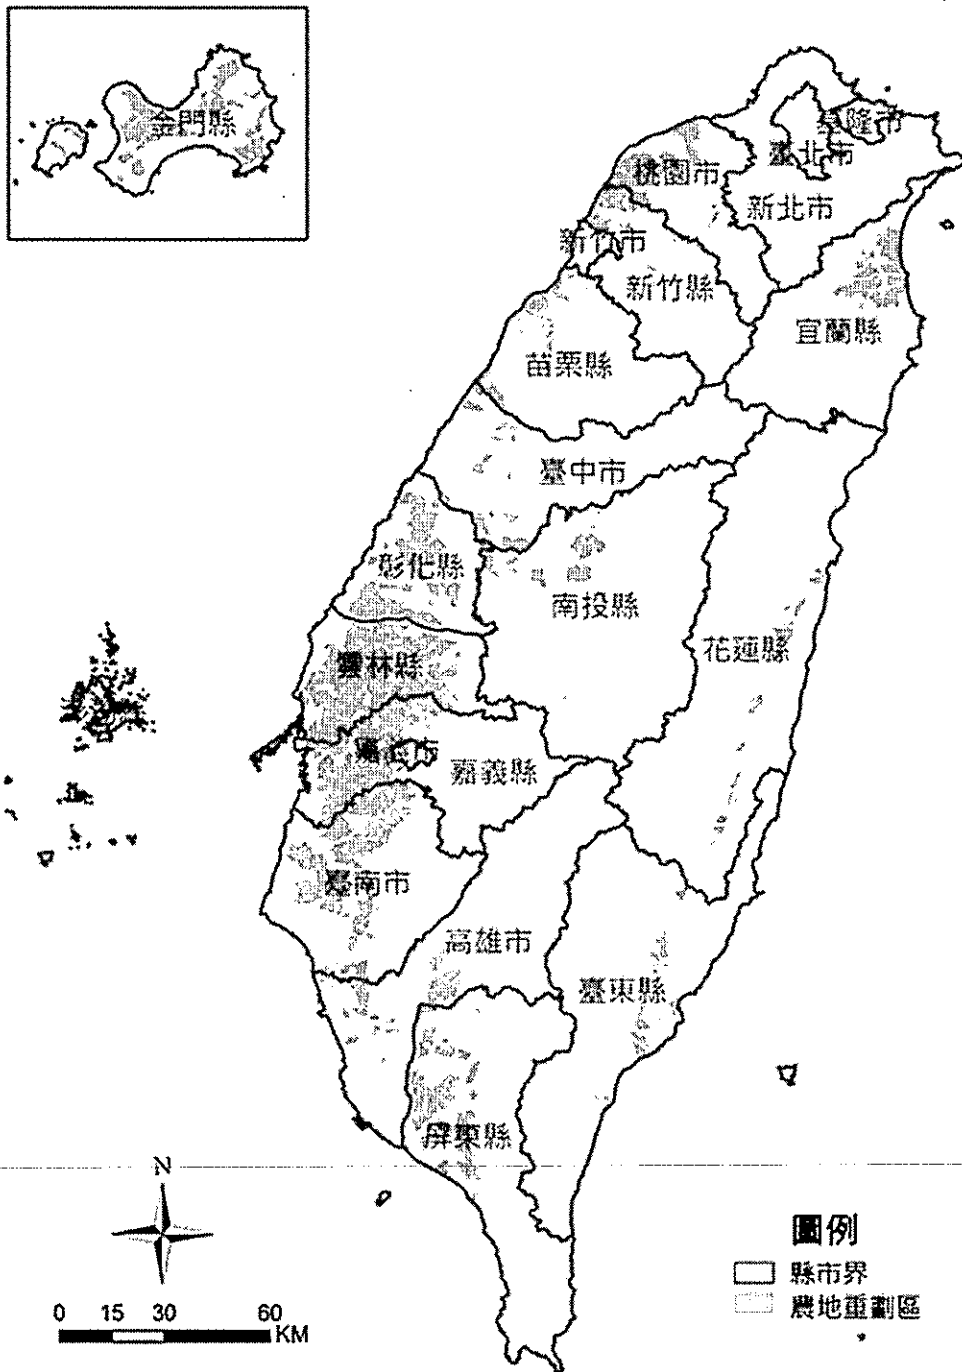 金門縣
基隆市
臺北市
桃園市
新北市
新竹市
新竹縣
宜蘭縣
苗栗縣
臺中市
彰化縣
南投縣
花蓮縣
雲林縣
嘉義市
嘉義縣
臺南市
高雄市
臺東縣
屏東縣
N
0 15 30 60
KM
圖例
縣市界
農地重劃區